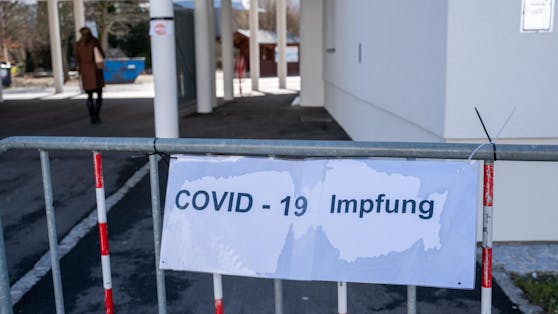 COVID - 19 Impfung